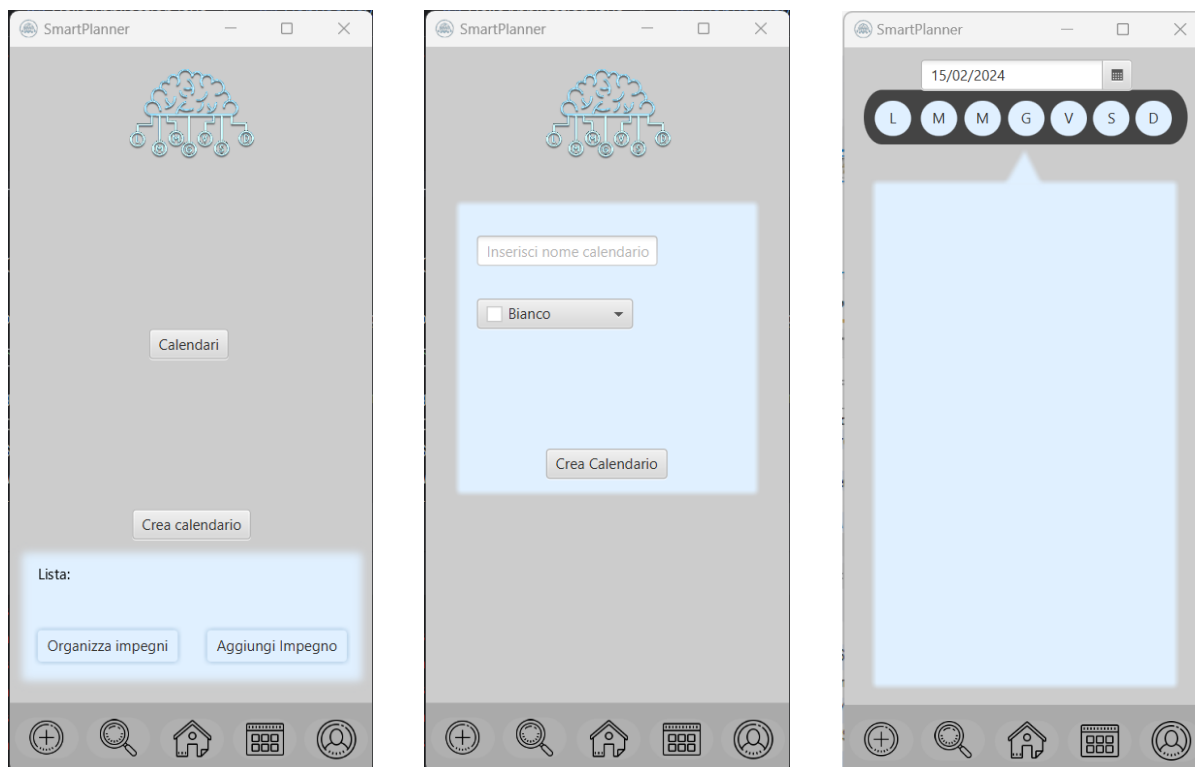 SmartPlanner
Calendari
Crea calendario
Lista:
Organizza impegni
Aggiungi Impegno
SmartPlanner
Inserisci nome calendario
Bianco
Crea Calendario
SmartPlanner
15/02/2024
L M M G V S D